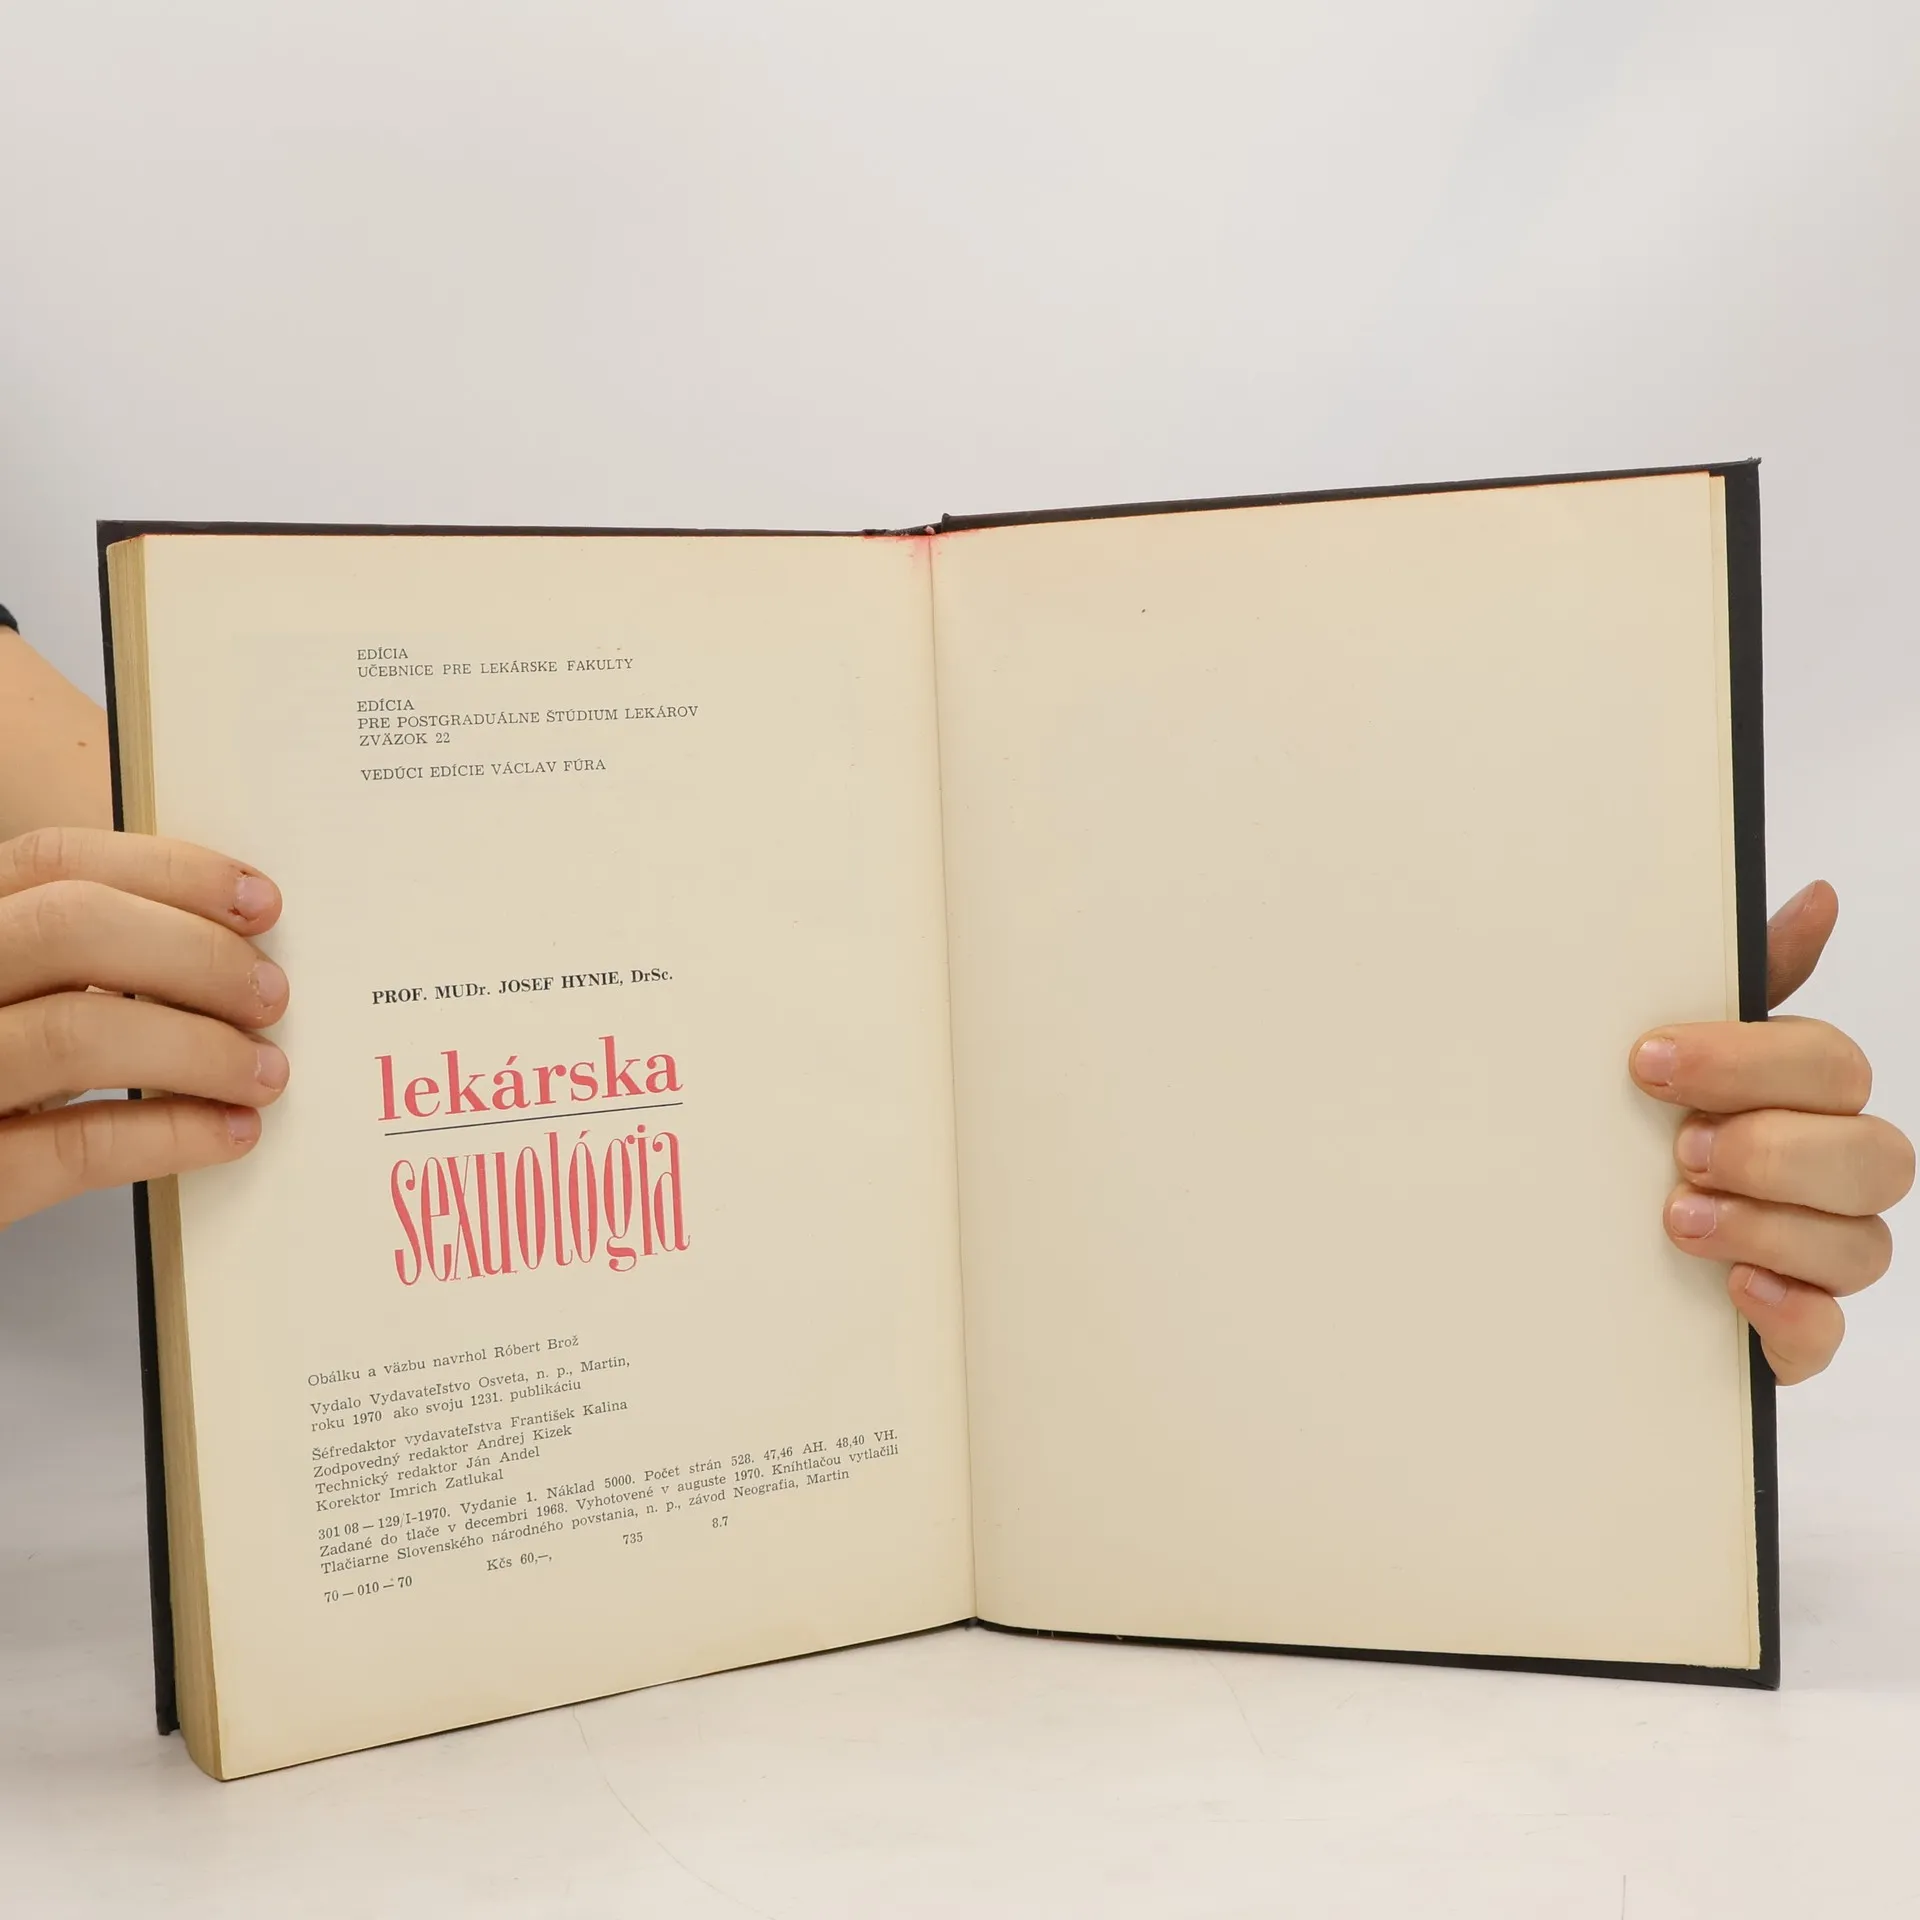 EDÍCIA
UČEBNICE PRE LEKÁRSKE FAKULTY
EDÍCIA
PRE POSTGRADUÁLNE ŠTÚDIUM LEKÁROV
ZVÄZOK 22
VEDÚCI EDÍCIE VÁCLAV FÚRA
PROF. MUDr. JOSEF HYNIE, DrSc.
lekárska
sexuológia
Obálku a väzbu navrhol Róbert Brož
Vydalo Vydavateľstvo Osveta, n. p., Martin,
roku 1970 ako svoju 1231. publikáciu
Šéfredaktor vydavateľstva František Kalina
Zodpovedný redaktor Andrej Kizek
Technický redaktor Ján Andel
Korektor Imrich Zatlukal
301 08 — 129/I-1970. Vydanie 1. Náklad 5000. Počet strán 528. 47,46 AH. 48,40 VH.
Zadané do tlače v decembri 1968. Vyhotovené v auguste 1970. Kníhtlačou vytlačili
Tlačiarne Slovenského národného povstania, n. p., závod Neografia, Martin
70 — 010 — 70 Kčs 60,—, 735 8.7